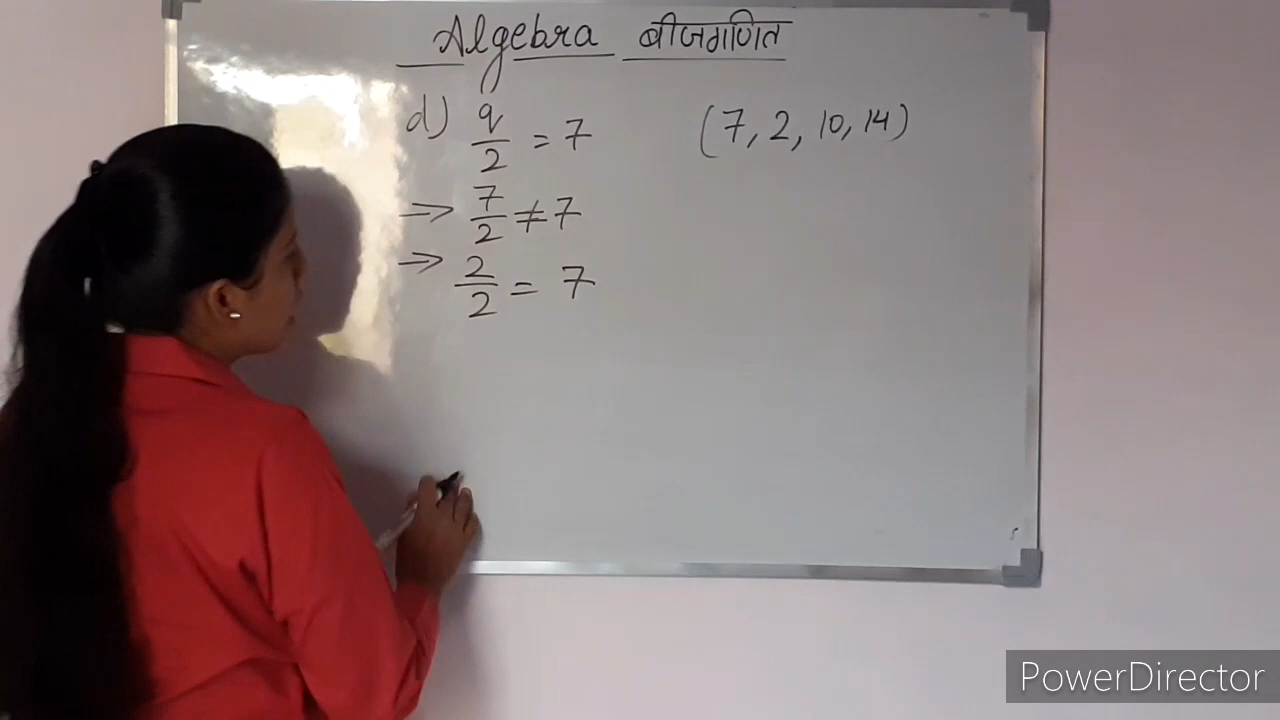 Algebra बीजगणित
d) q/2 = 7 (7, 2, 10, 14)
⇒ 7/2 ≠ 7
⇒ 2/2 = 7
PowerDirector